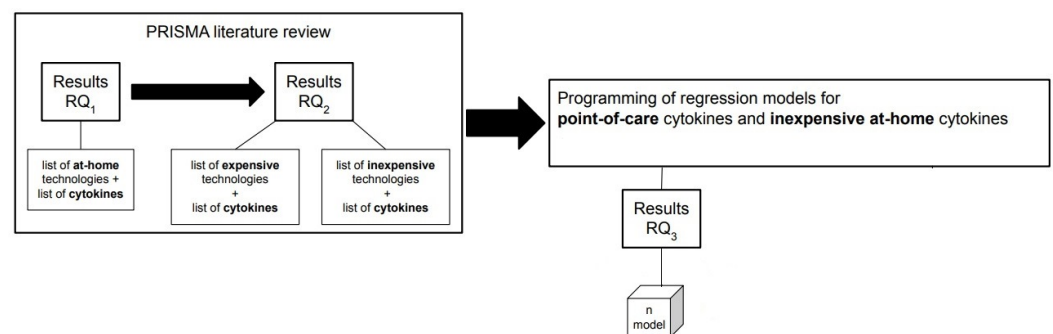 PRISMA literature review
Results
RQ1
Results
RQ2
list of at-home
technologies +
list of cytokines
list of expensive
technologies
+
list of cytokines
list of inexpensive
technologies
+
list of cytokines
Programming of regression models for
point-of-care cytokines and inexpensive at-home cytokines
Results
RQ3
n
model